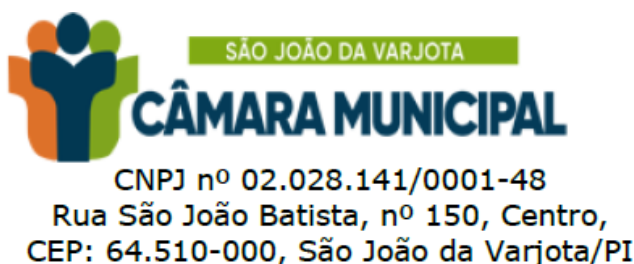 SÃO JOÃO DA VARJOTA
CÂMARA MUNICIPAL
CNPJ nº 02.028.141/0001-48
Rua São João Batista, nº 150, Centro,
CEP: 64.510-000, São João da Varjota/PI